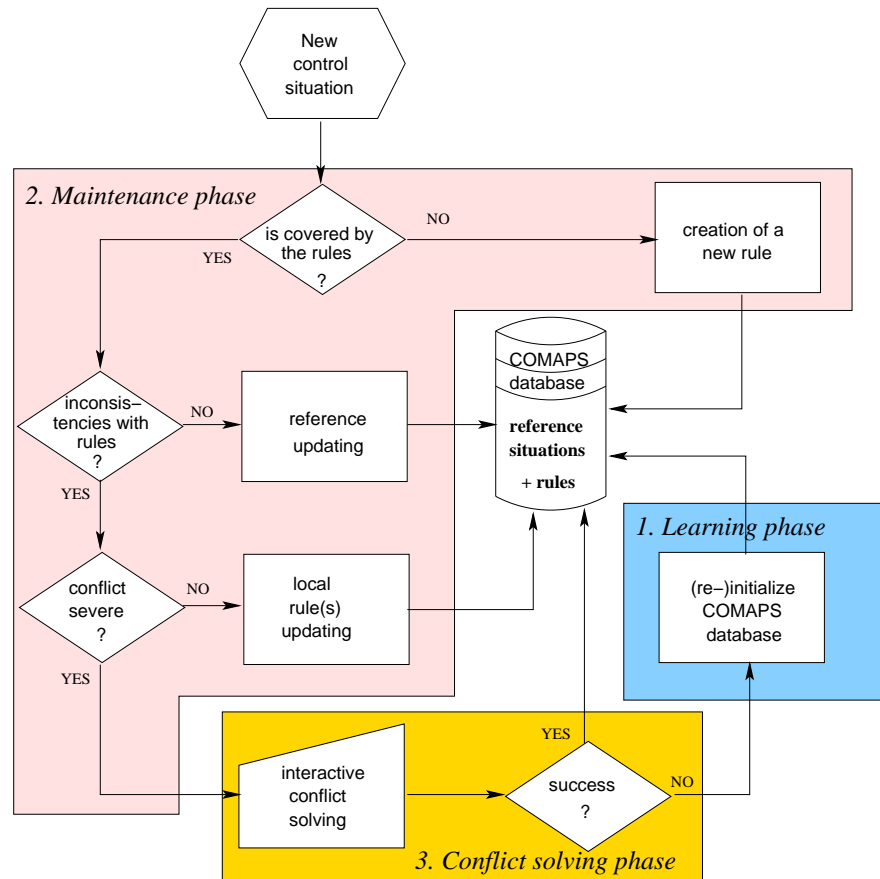 New
control
situation
2. Maintenance phase
is covered by
the rules
?
NO
YES
creation of a
new rule
COMAPS
database
reference
situations
+ rules
inconsis–
tencies with
rules
?
NO
YES
reference
updating
1. Learning phase
(re–)initialize
COMAPS
database
conflict
severe
?
NO
YES
local
rule(s)
updating
interactive
conflict
solving
success
?
YES
NO
3. Conflict solving phase